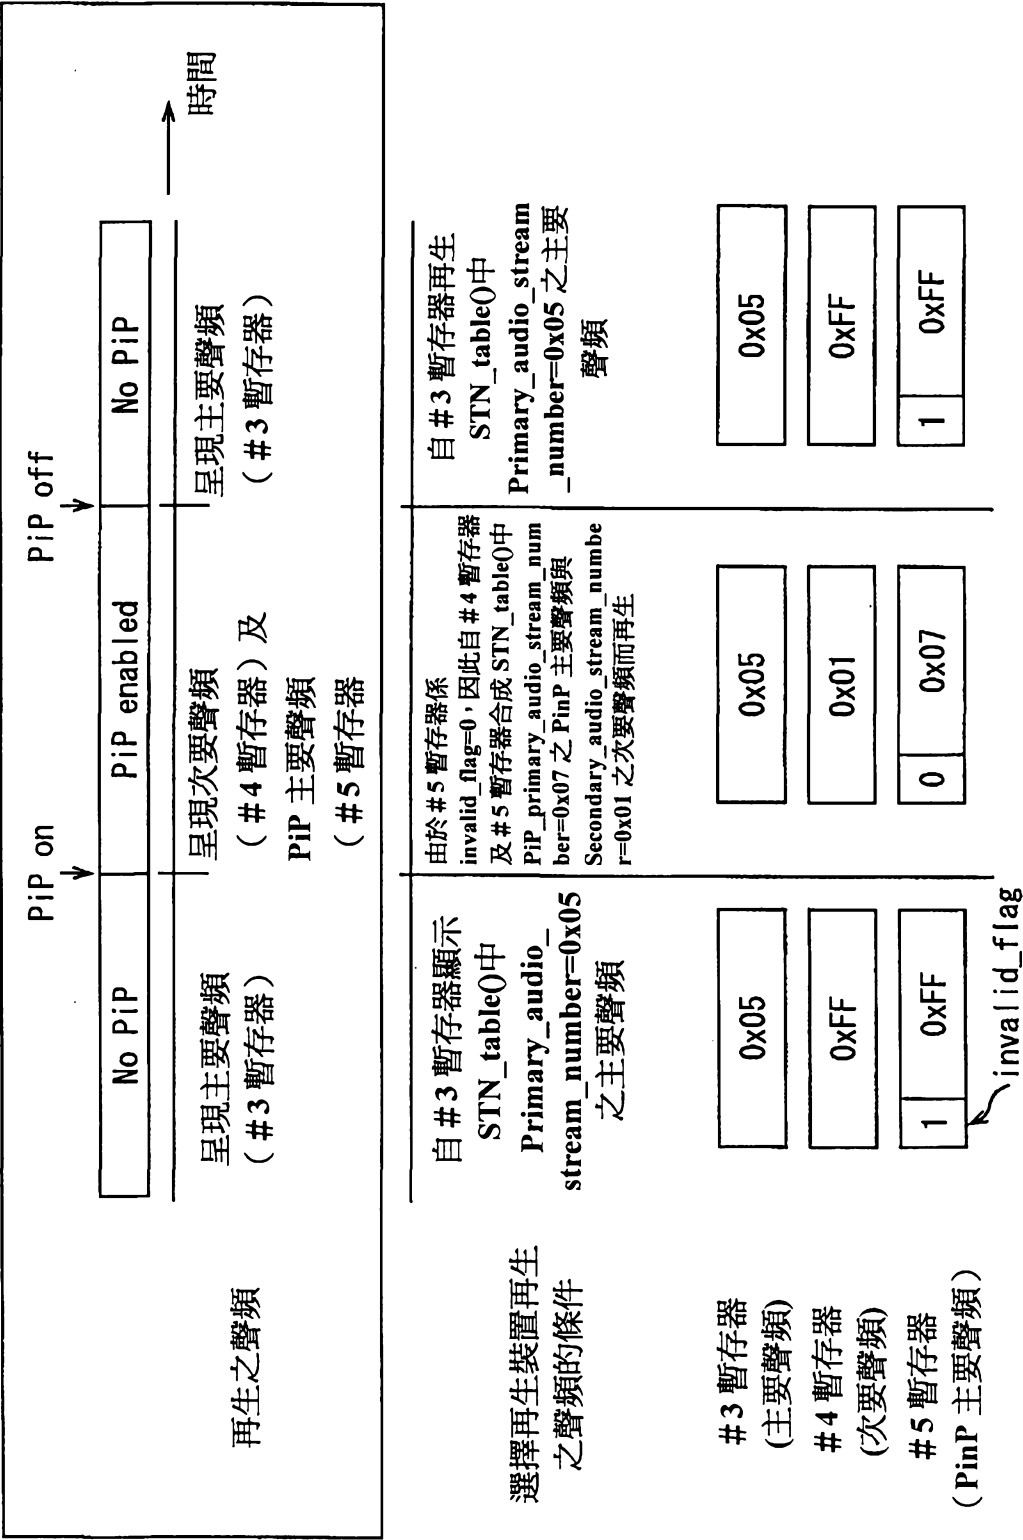 PiP on
PiP off
No PiP
PiP enabled
No PiP
時間
再生之聲頻
呈現主要聲頻
(＃3 暫存器)
呈現次要聲頻
(＃4 暫存器) 及
PiP 主要聲頻
(＃5 暫存器)
呈現主要聲頻
(＃3 暫存器)
選擇再生裝置再生
之聲頻的條件
自＃3 暫存器顯示
STN_table()中
Primary_audio_
stream_number=0x05
之主要聲頻
由於＃5 暫存器係
invalid_flag=0，因此自＃4 暫存器
及＃5 暫存器合成 STN_table()中
PiP_primary_audio_stream_num
ber=0x07 之 PinP 主要聲頻與
Secondary_audio_stream_numbe
r=0x01 之次要聲頻而再生
自＃3 暫存器再生
STN_table()中
Primary_audio_stream
_number=0x05 之主要
聲頻
＃3 暫存器
(主要聲頻)
0x05
0x05
0x05
＃4 暫存器
(次要聲頻)
0xFF
0x01
0xFF
＃5 暫存器
(PinP 主要聲頻)
1 0xFF
0 0x07
1 0xFF
invalid_flag